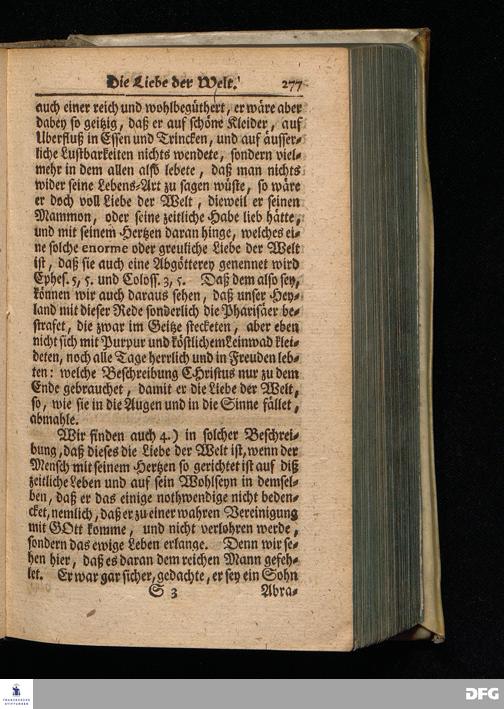 Die Liebe der Welt. 277
auch einer reich und wohlbegüthert, er wäre aber
dabey so geitzig, daß er auf schöne Kleider, auf
Uberfluß in Essen und Trincken, und auf äusser-
liche Lustbarkeiten nichts wendete, sondern viel-
mehr in dem allen also lebete, daß man nichts
wider seine Lebens-Art zu sagen wüste, so wäre
er doch voll Liebe der Welt, dieweil er seinen
Mammon, oder seine zeitliche Habe lieb hätte,
und mit seinem Hertzen daran hinge, welches ei-
ne solche enorme oder greuliche Liebe der Welt
ist, daß sie auch eine Abgötterey genennet wird
Ephes. 5, 5. und Coloss. 3, 5. Daß dem also sey,
können wir auch daraus sehen, daß unser Hey-
land mit dieser Rede sonderlich die Pharisäer be-
strafet, die zwar im Geitze stecketen, aber eben
nicht sich mit Purpur und köstlichem Leinwad klei-
deten, noch alle Tage herrlich und in Freuden leb-
ten: welche Beschreibung CHristus nur zu dem
Ende gebrauchet, damit er die Liebe der Welt,
so, wie sie in die Augen und in die Sinne fället,
abmahle.
Wir finden auch 4.) in solcher Beschrei-
bung, daß dieses die Liebe der Welt ist, wenn der
Mensch mit seinem Hertzen so gerichtet ist auf diß
zeitliche Leben und auf sein Wohlseyn in demsel-
ben, daß er das einige nothwendige nicht beden-
cket, nemlich, daß er zu einer wahren Vereinigung
mit GOtt komme, und nicht verlohren werde,
sondern das ewige Leben erlange. Denn wir se-
hen hier, daß es daran dem reichen Mann gefeh-
let. Er war gar sicher, gedachte, er sey ein Sohn
S 3 Abra-
FRANCKESCHE
STIFTUNGEN
DFG